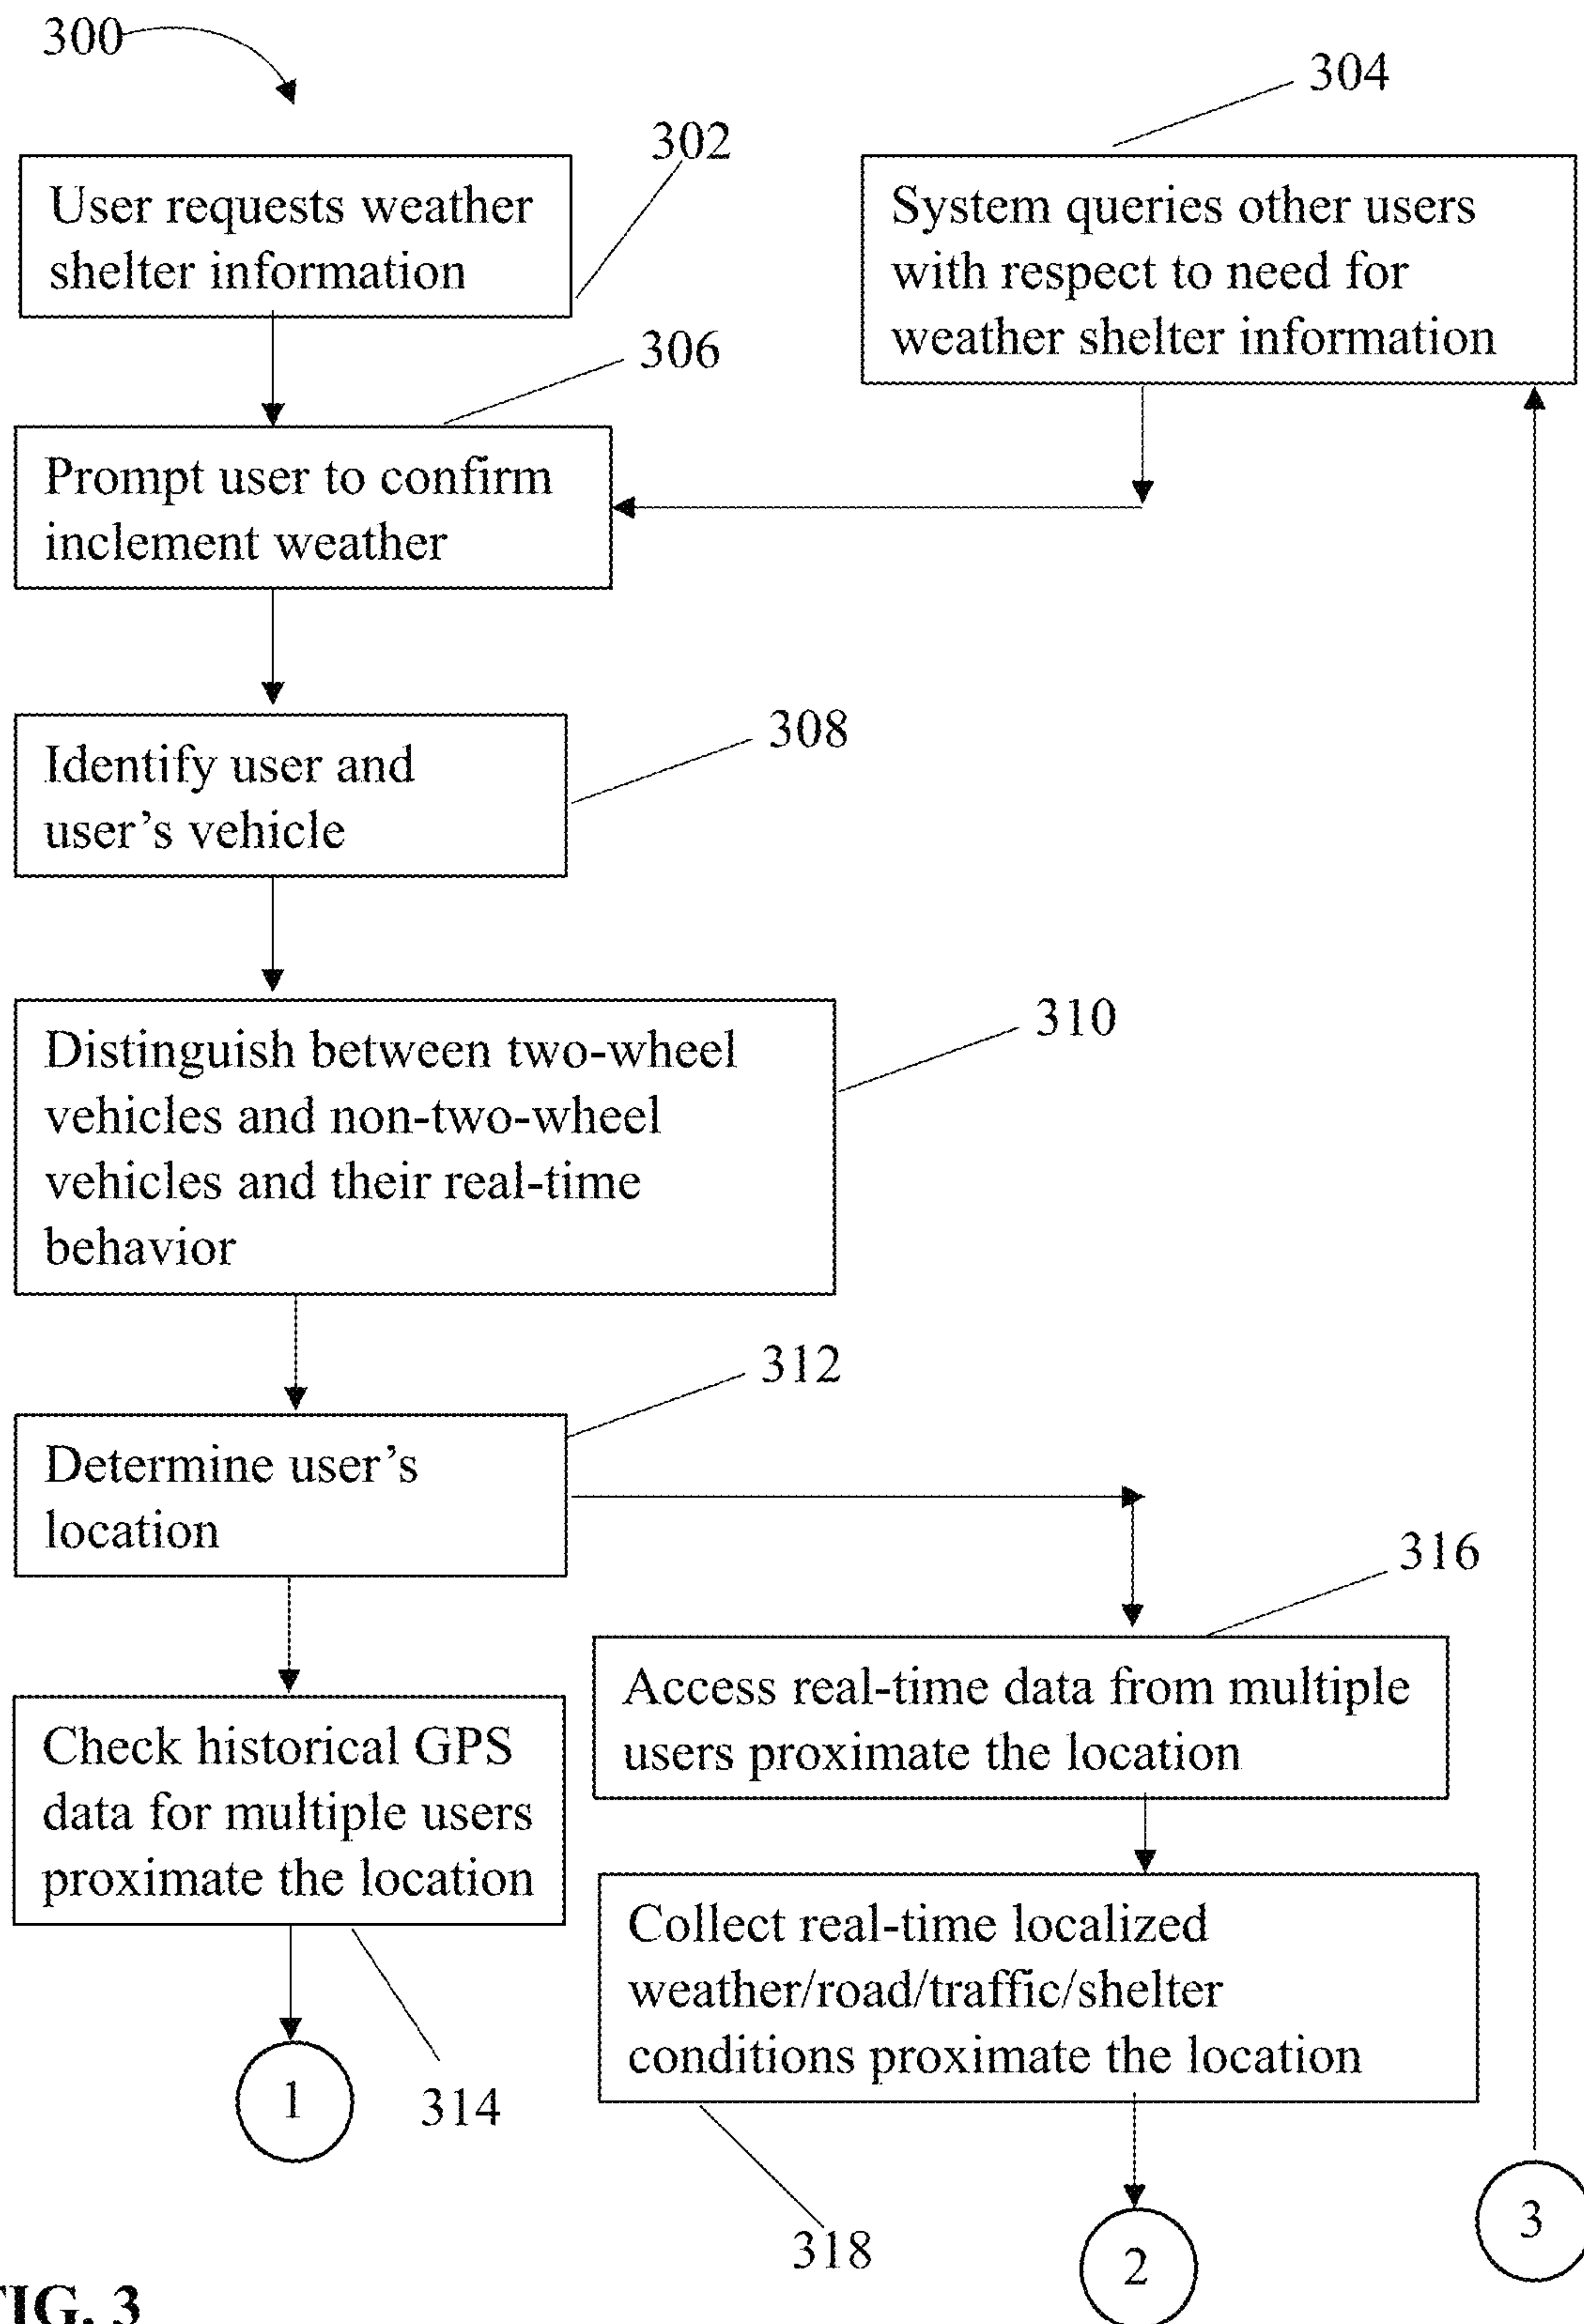 300
304
302
User requests weather
shelter information
System queries other users
with respect to need for
weather shelter information
306
Prompt user to confirm
inclement weather
308
Identify user and
user's vehicle
310
Distinguish between two-wheel
vehicles and non-two-wheel
vehicles and their real-time
behavior
312
Determine user's
location
316
Access real-time data from multiple
users proximate the location
Check historical GPS
data for multiple users
proximate the location
Collect real-time localized
weather/road/traffic/shelter
conditions proximate the location
1
314
318
2
3
FIG. 3